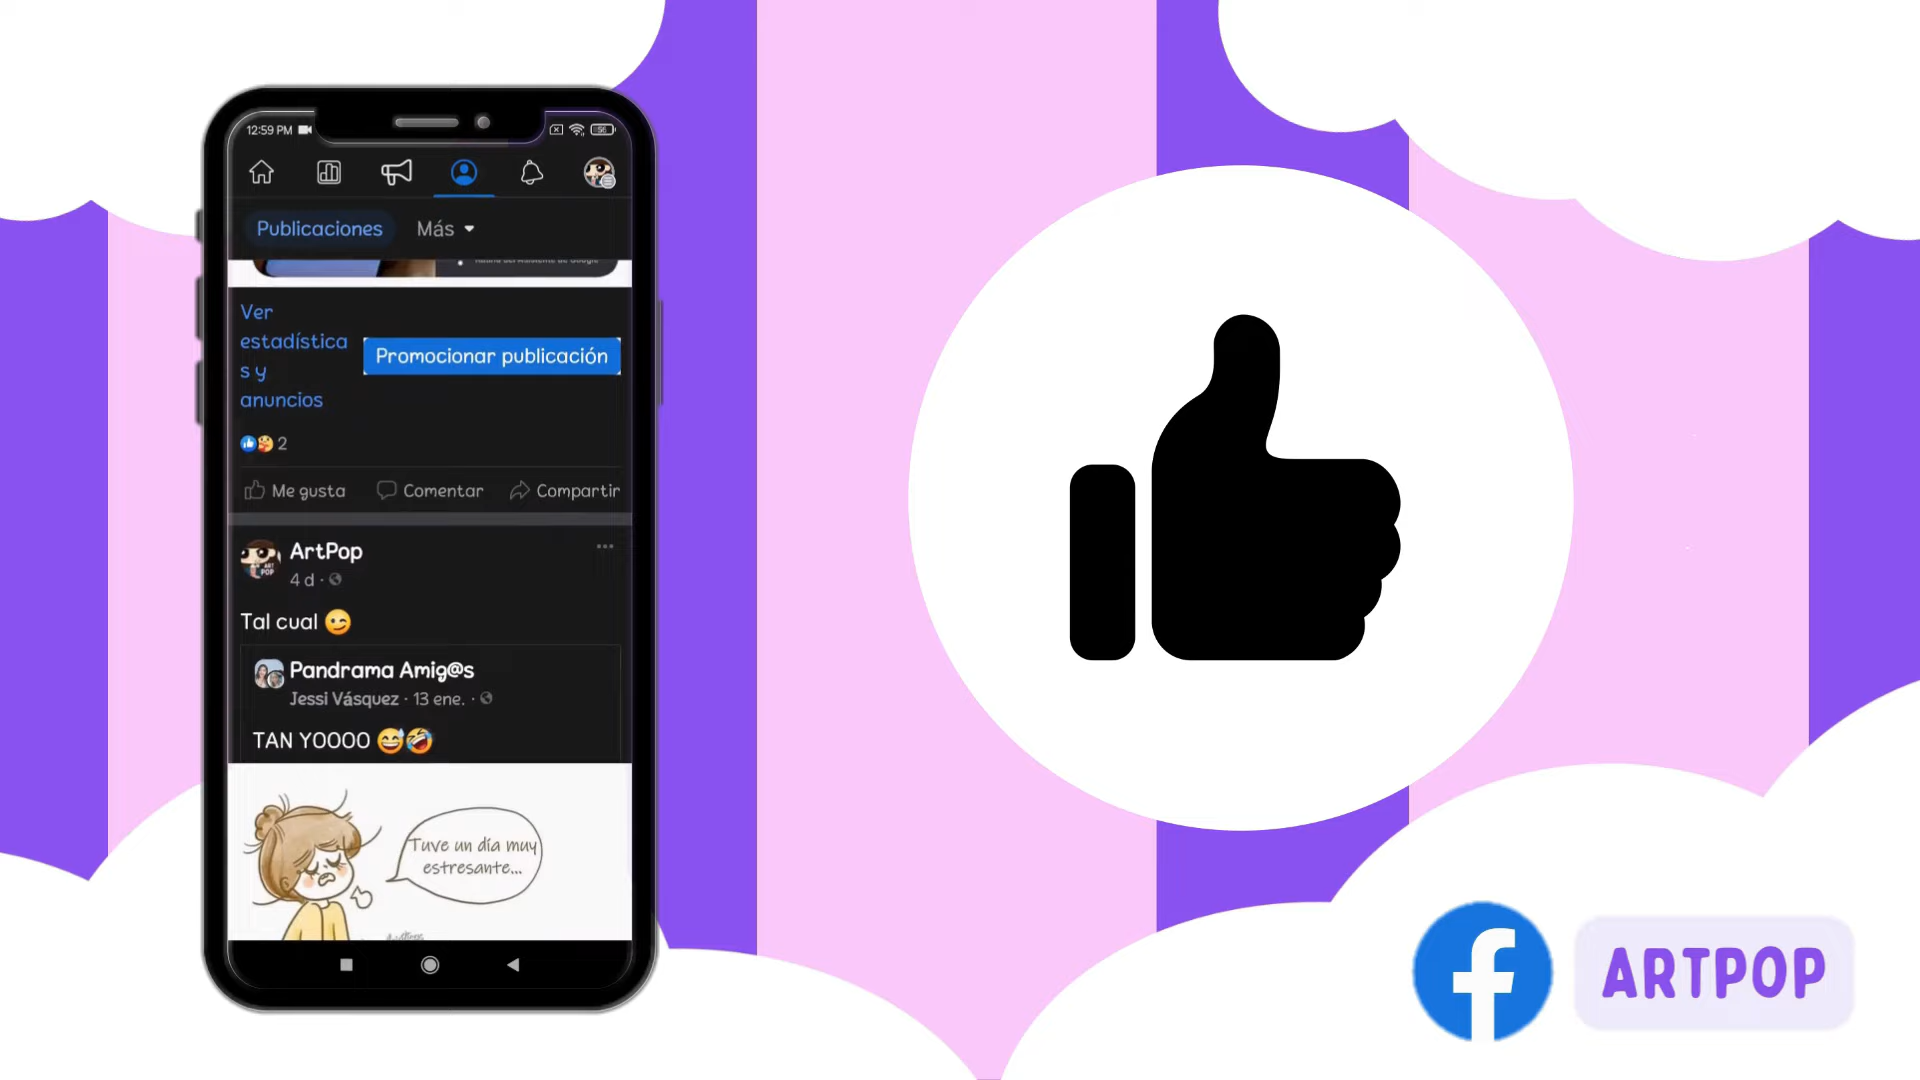 12:59 PM
56
Publicaciones Más
Ver
estadística
s y
anuncios
Promocionar publicación
2
Me gusta Comentar Compartir
ArtPop
4 d ·
Tal cual 😉
Pandrama Amig@s
Jessi Vásquez · 13 ene. ·
TAN YOOOO 😅🤣
Tuve un día muy
estresante...
ARTPOP